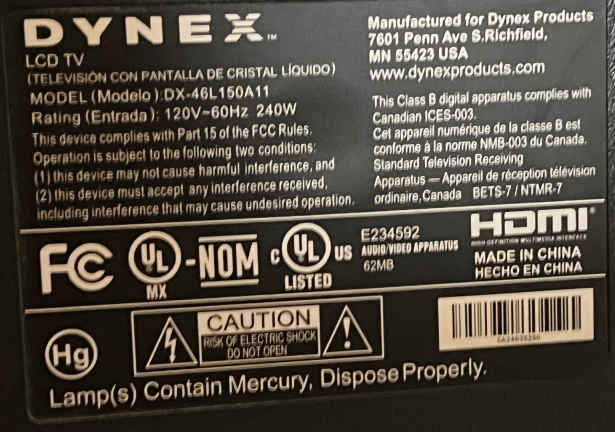 DYNEX™
LCD TV
(TELEVISIÓN CON PANTALLA DE CRISTAL LÍQUIDO)
MODEL (Modelo): DX-46L150A11
Rating (Entrada): 120V~60Hz 240W
This device complies with Part 15 of the FCC Rules.
Operation is subject to the following two conditions:
(1) this device may not cause harmful interference, and
(2) this device must accept any interference received,
including interference that may cause undesired operation.
Manufactured for Dynex Products
7601 Penn Ave S.Richfield,
MN 55423 USA
www.dynexproducts.com
This Class B digital apparatus complies with
Canadian ICES-003.
Cet appareil numérique de la classe B est
conforme à la norme NMB-003 du Canada.
Standard Television Receiving
Apparatus — Appareil de réception télévision
ordinaire, Canada BETS-7 / NTMR-7
FC
UL
MX
-NOM
c UL US
LISTED
E234592
AUDIO/VIDEO APPARATUS
62MB
HDMI
HIGH-DEFINITION MULTIMEDIA INTERFACE
MADE IN CHINA
HECHO EN CHINA
Hg
CAUTION
RISK OF ELECTRIC SHOCK
DO NOT OPEN
Lamp(s) Contain Mercury, Dispose Properly.